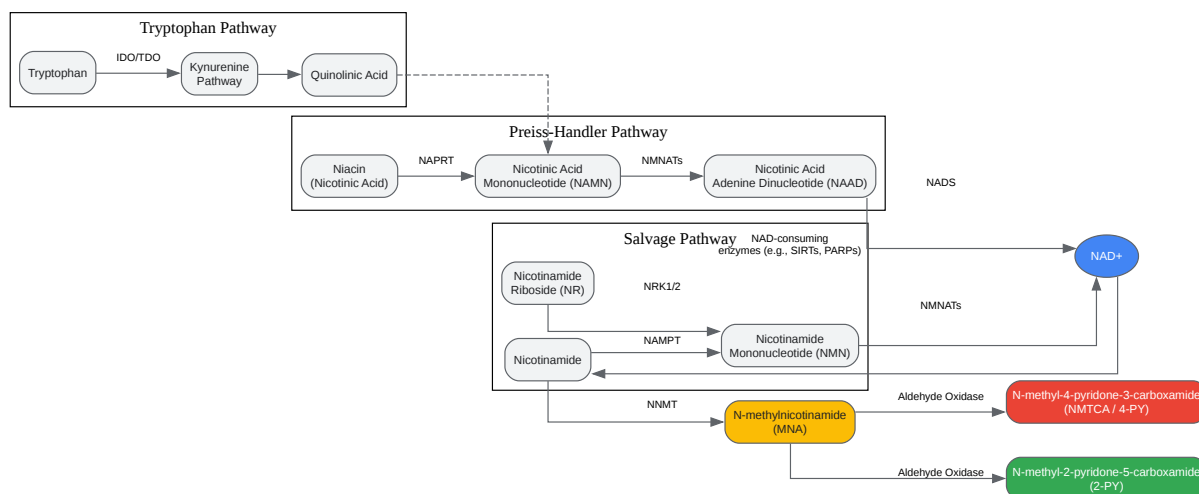 Tryptophan Pathway
Tryptophan
IDO/TDO
Kynurenine
Pathway
Quinolinic Acid
Preiss-Handler Pathway
Niacin
(Nicotinic Acid)
NAPRT
Nicotinic Acid
Mononucleotide (NAMN)
NMNATs
Nicotinic Acid
Adenine Dinucleotide (NAAD)
NADS
Salvage Pathway
NAD-consuming
enzymes (e.g., SIRTs, PARPs)
NAD+
Nicotinamide
Riboside (NR)
NRK1/2
NMNATs
Nicotinamide
NAMPT
Nicotinamide
Mononucleotide (NMN)
NNMT
N-methylnicotinamide
(MNA)
Aldehyde Oxidase
N-methyl-4-pyridone-3-carboxamide
(NMTCA / 4-PY)
Aldehyde Oxidase
N-methyl-2-pyridone-5-carboxamide
(2-PY)